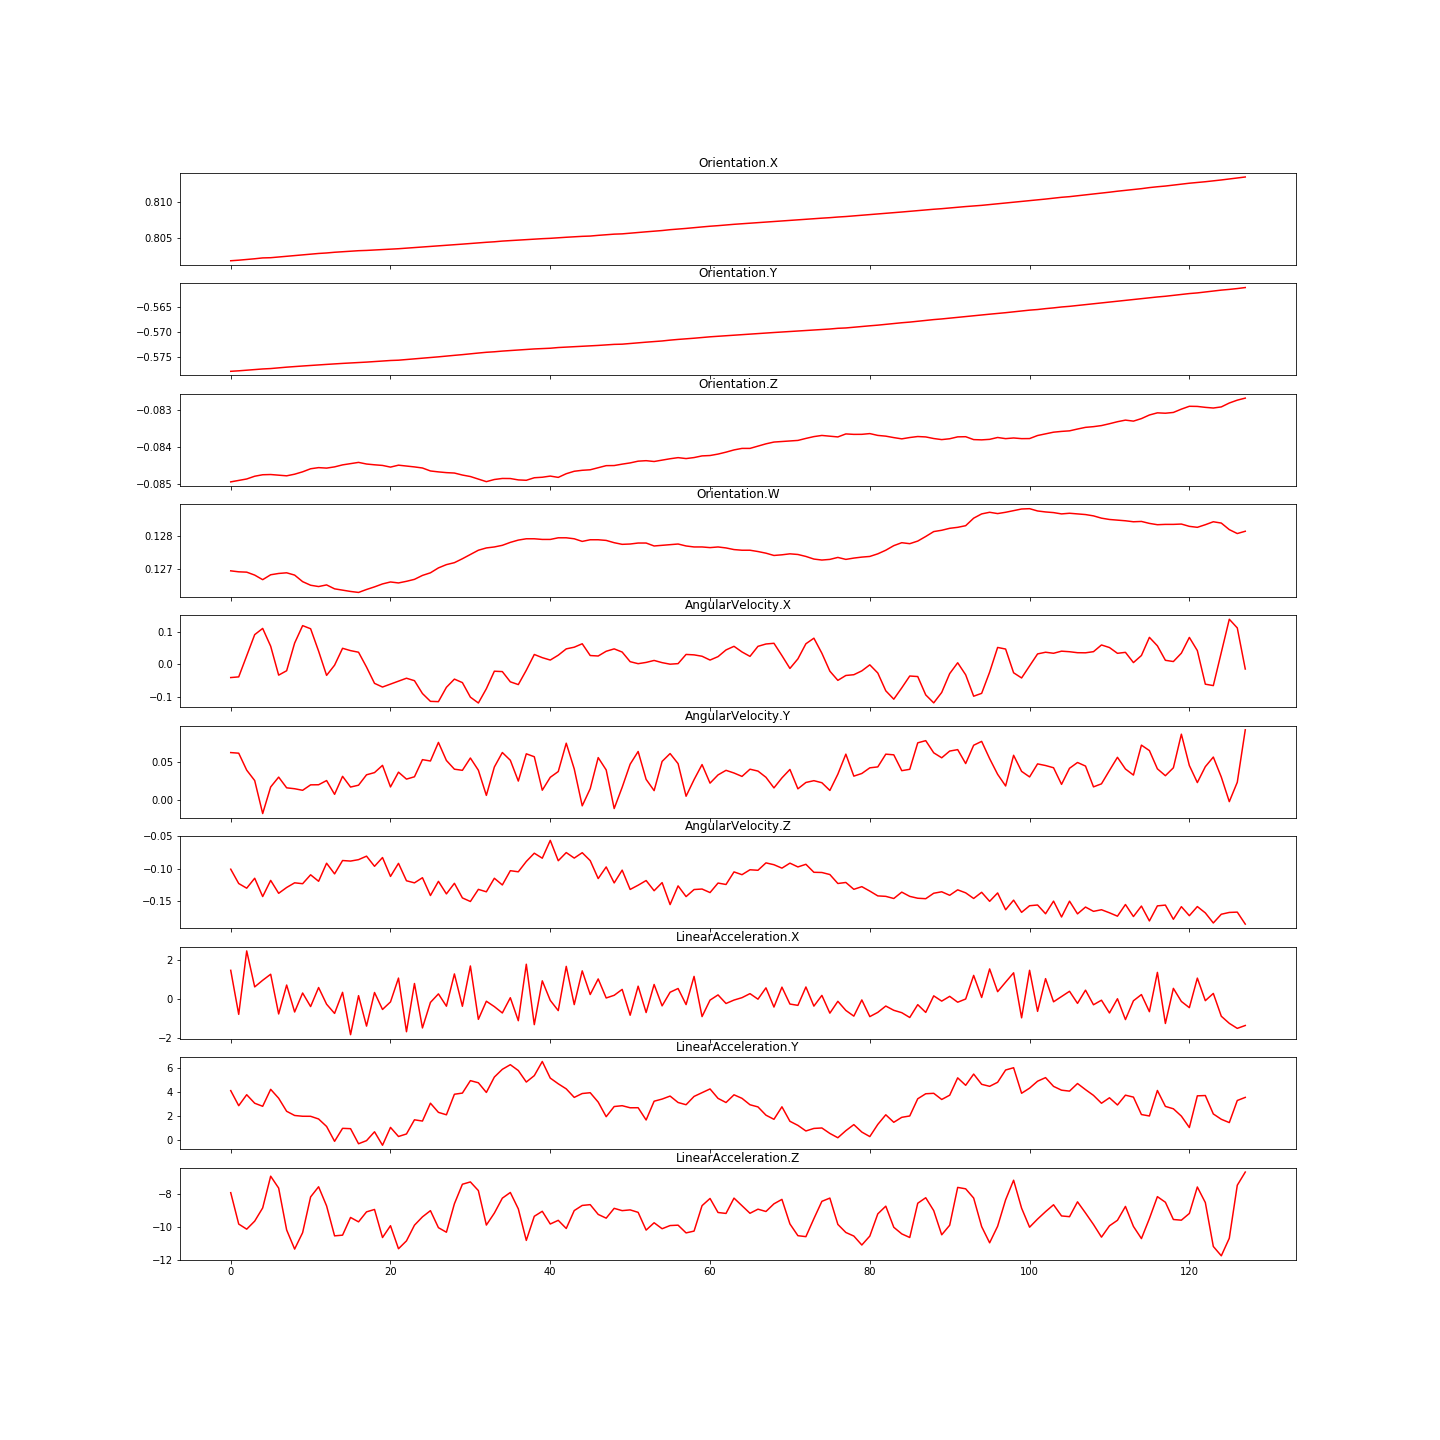 Orientation.X
0.810
0.805
Orientation.Y
−0.565
−0.570
−0.575
Orientation.Z
−0.083
−0.084
−0.085
Orientation.W
0.128
0.127
AngularVelocity.X
0.1
0.0
−0.1
AngularVelocity.Y
0.05
0.00
AngularVelocity.Z
−0.05
−0.10
−0.15
LinearAcceleration.X
2
0
−2
LinearAcceleration.Y
6
4
2
0
LinearAcceleration.Z
−8
−10
−12
0 20 40 60 80 100 120